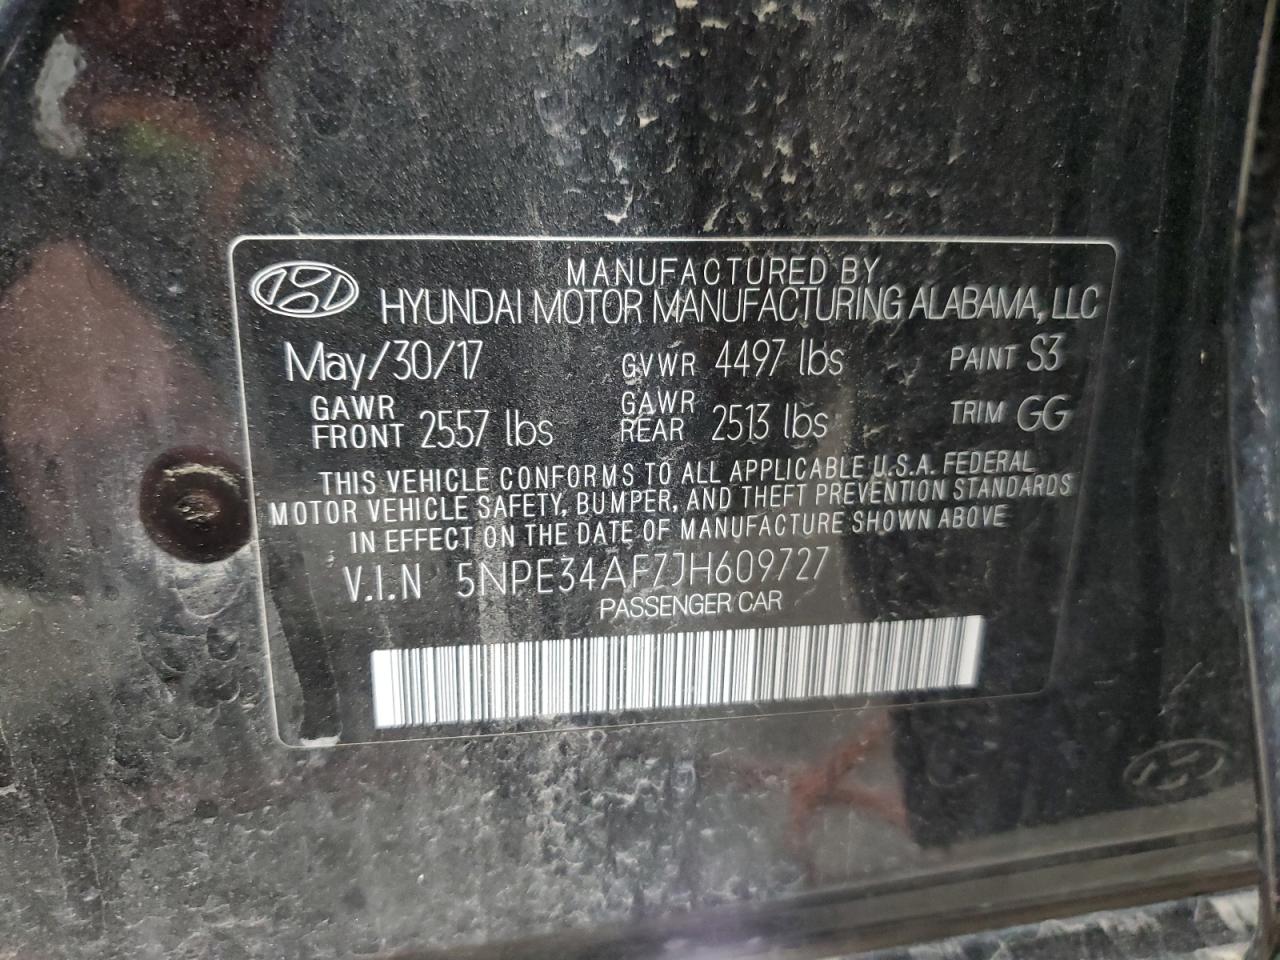 MANUFACTURED BY
HYUNDAI MOTOR MANUFACTURING ALABAMA, LLC
May/30/17 GVWR 4497 lbs PAINT S3
GAWR FRONT 2557 lbs GAWR REAR 2513 lbs TRIM GG
THIS VEHICLE CONFORMS TO ALL APPLICABLE U.S.A. FEDERAL
MOTOR VEHICLE SAFETY, BUMPER, AND THEFT PREVENTION STANDARDS
IN EFFECT ON THE DATE OF MANUFACTURE SHOWN ABOVE
V.I.N 5NPE34AF7JH609727
PASSENGER CAR